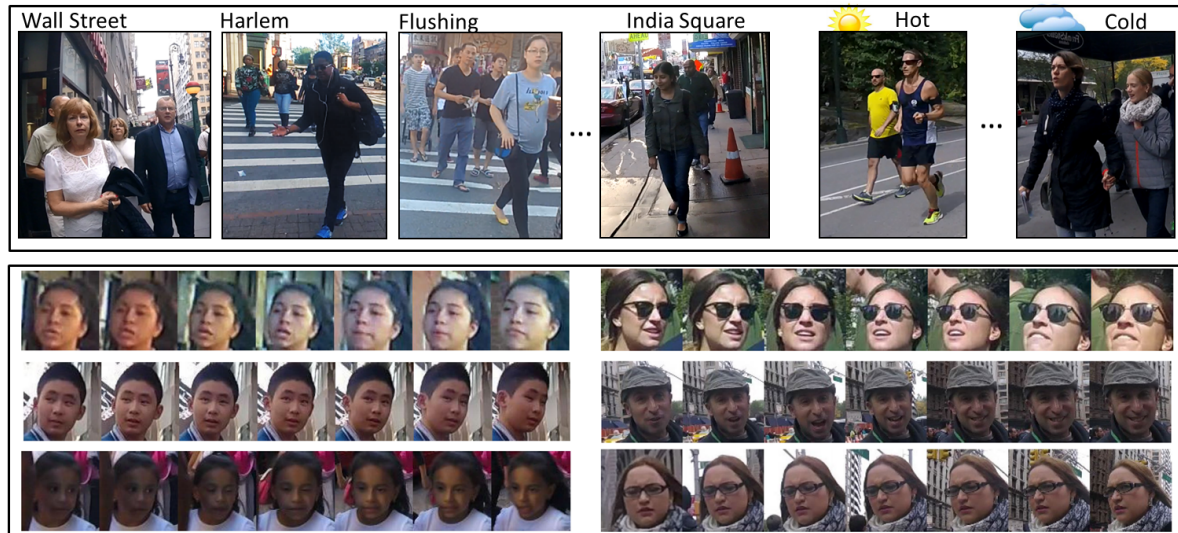 Wall Street
Harlem
Flushing
India Square
Hot
Cold
...
...